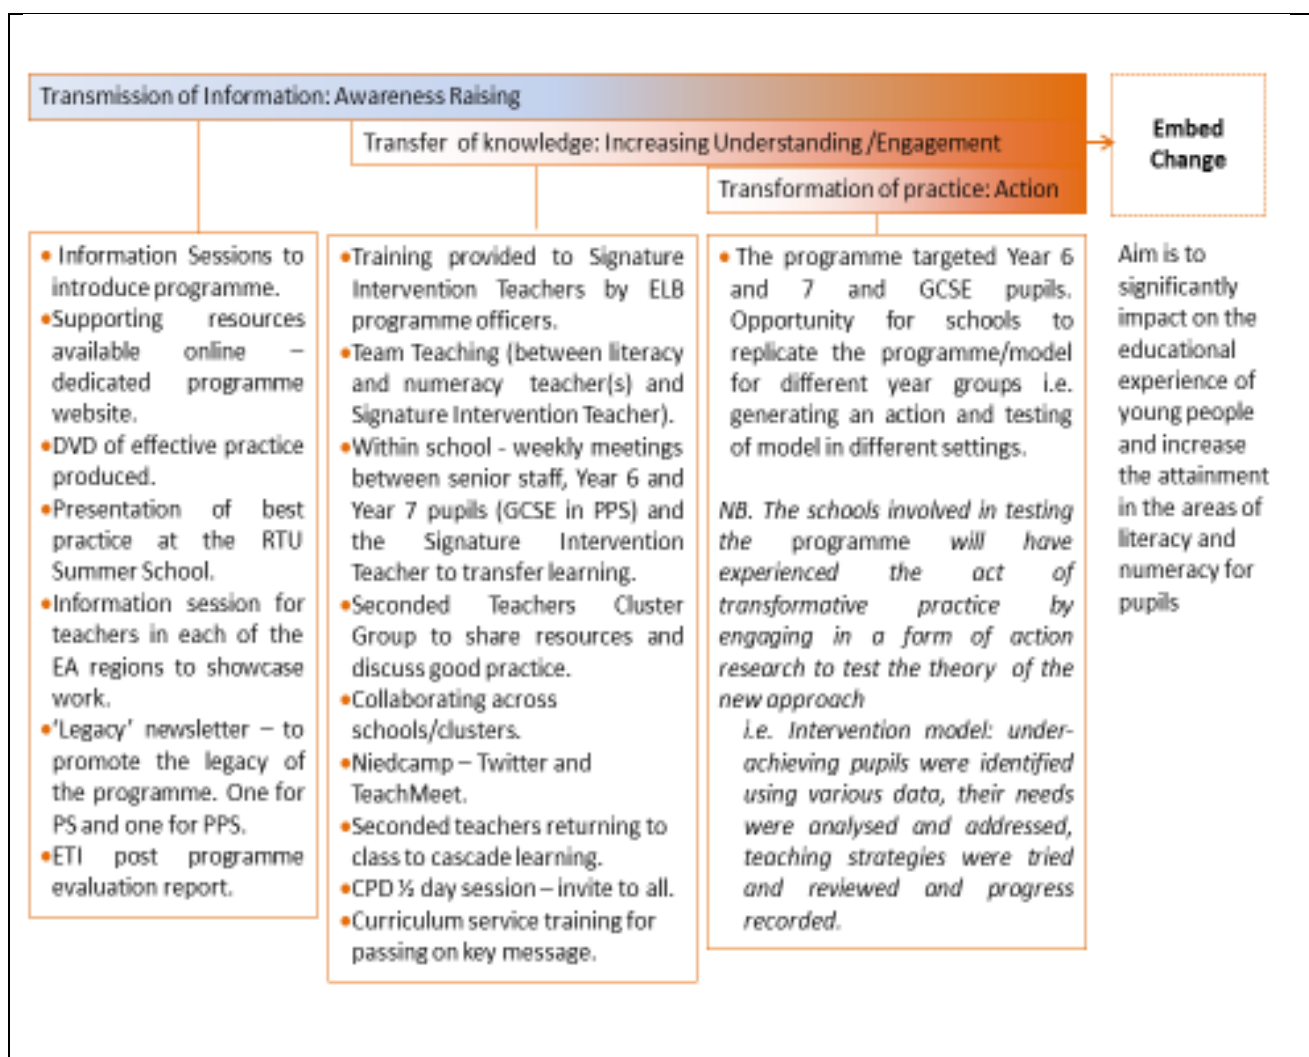 Transmission of Information: Awareness Raising
Transfer of knowledge: Increasing Understanding /Engagement
Transformation of practice: Action
Embed
Change
• Information Sessions to
introduce programme.
•Supporting resources
available online –
dedicated programme
website.
•DVD of effective practice
produced.
•Presentation of best
practice at the RTU
Summer School.
•Information session for
teachers in each of the
EA regions to showcase
work.
•‘Legacy’ newsletter – to
promote the legacy of
the programme. One for
PS and one for PPS.
•ETI post programme
evaluation report.
•Training provided to Signature
Intervention Teachers by ELB
programme officers.
•Team Teaching (between literacy
and numeracy teacher(s) and
Signature Intervention Teacher).
•Within school - weekly meetings
between senior staff, Year 6 and
Year 7 pupils (GCSE in PPS) and
the Signature Intervention
Teacher to transfer learning.
•Seconded Teachers Cluster
Group to share resources and
discuss good practice.
•Collaborating across
schools/clusters.
•Niedcamp – Twitter and
TeachMeet.
•Seconded teachers returning to
class to cascade learning.
•CPD ½ day session – invite to all.
•Curriculum service training for
passing on key message.
• The programme targeted Year 6
and 7 and GCSE pupils.
Opportunity for schools to
replicate the programme/model
for different year groups i.e.
generating an action and testing
of model in different settings.
NB. The schools involved in testing
the programme will have
experienced the act of
transformative practice by
engaging in a form of action
research to test the theory of the
new approach
i.e. Intervention model: under-
achieving pupils were identified
using various data, their needs
were analysed and addressed,
teaching strategies were tried
and reviewed and progress
recorded.
Aim is to
significantly
impact on the
educational
experience of
young people
and increase
the attainment
in the areas of
literacy and
numeracy for
pupils